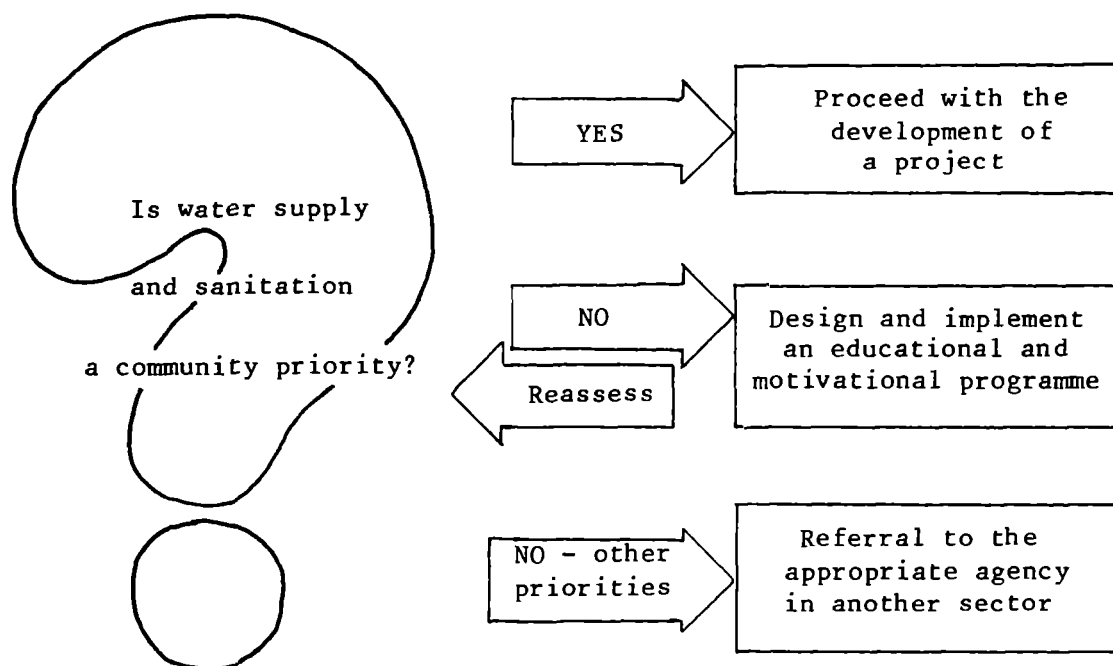 Is water supply
and sanitation
a community priority?
YES
Proceed with the
development of
a project
NO
Reassess
Design and implement
an educational and
motivational programme
NO - other
priorities
Referral to the
appropriate agency
in another sector